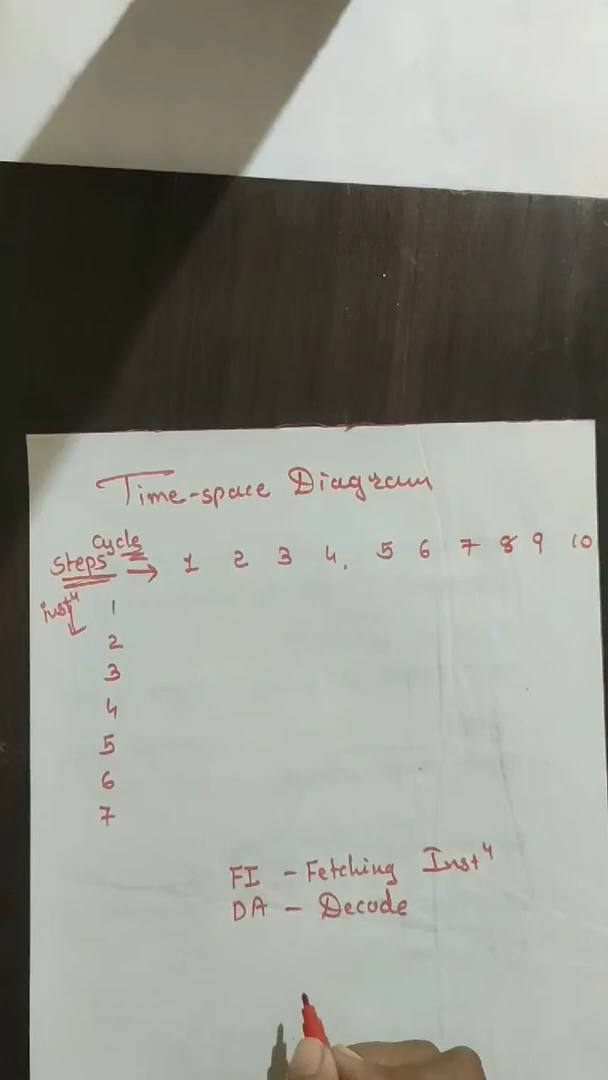 Time-space Diagram
Cycle
Steps → 1 2 3 4. 5 6 7 8 9 10
instⁿ 1
2
3
4
5
6
7
FI - Fetching Instⁿ
DA - Decode